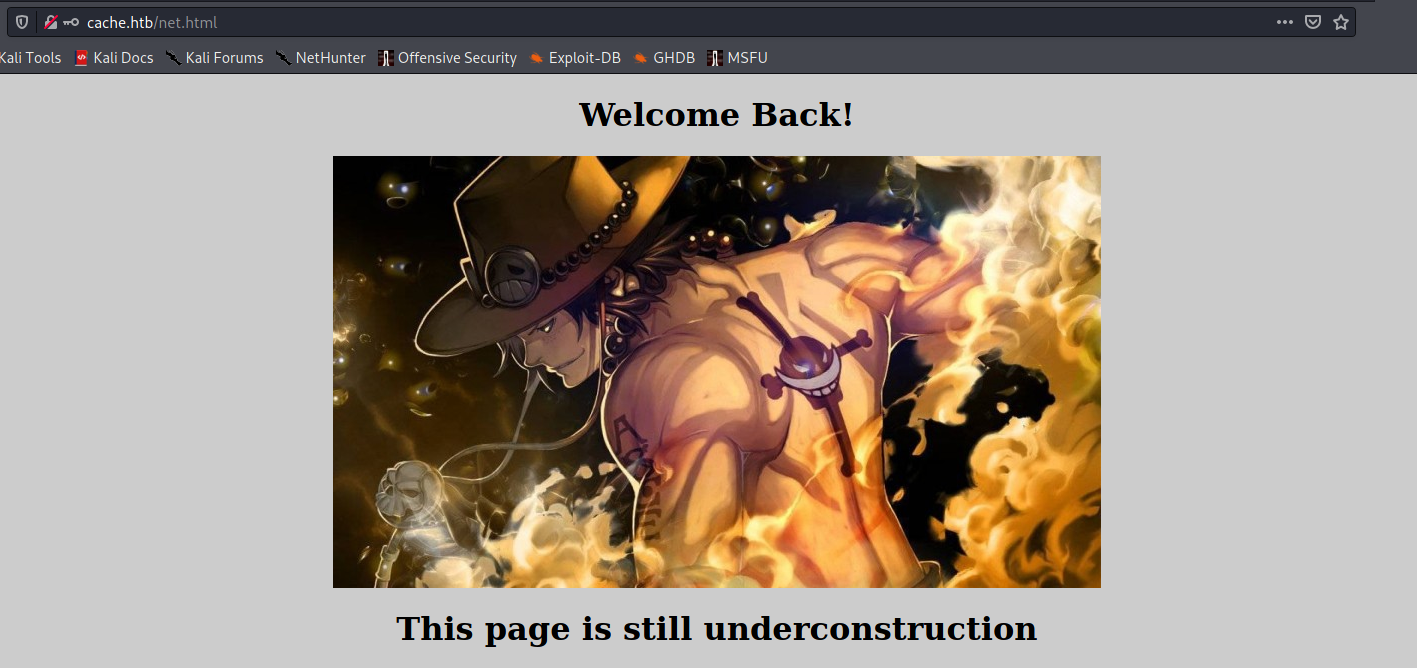 cache.htb/net.html
Kali Tools Kali Docs Kali Forums NetHunter Offensive Security Exploit-DB GHDB MSFU
Welcome Back!
This page is still underconstruction